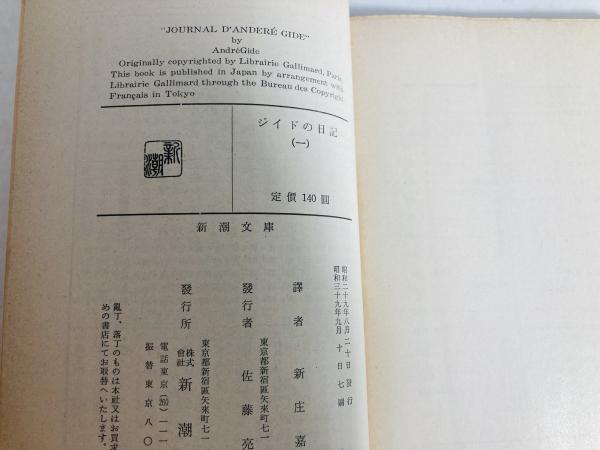 "JOURNAL D'ANDERÉ GIDE"
by
AndréGide
Originally copyrighted by Librairie Gallimard, Paris
This book is published in Japan by arrangement with
Librairie Gallimard through the Bureau des Copyright
Français in Tokyo
ジイドの日記
(一)
新潮
定價 140 圓
新潮文庫
昭和二十九年八月二十日發行
昭和三十九年九月十日七刷
譯者 新庄嘉
發行者 佐藤亮
東京都新宿區矢來町七一
發行所 株式會社 新潮
東京都新宿區矢來町七一
電話東京(260)一一一
振替東京八〇
亂丁、落丁のものは本社又はお買求
めの書店にてお取替へいたします。